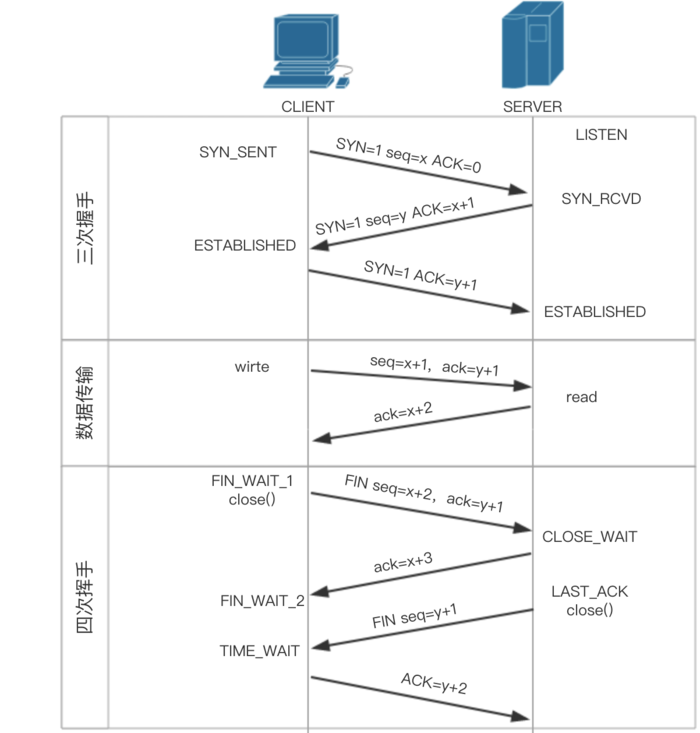 CLIENT
SERVER
三次握手
LISTEN
SYN_SENT
SYN=1 seq=x ACK=0
SYN_RCVD
SYN=1 seq=y ACK=x+1
ESTABLISHED
SYN=1 ACK=y+1
ESTABLISHED
数据传输
wirte
seq=x+1, ack=y+1
read
ack=x+2
四次挥手
FIN_WAIT_1
close()
FIN seq=x+2, ack=y+1
CLOSE_WAIT
ack=x+3
FIN_WAIT_2
LAST_ACK
close()
FIN seq=y+1
TIME_WAIT
ACK=y+2